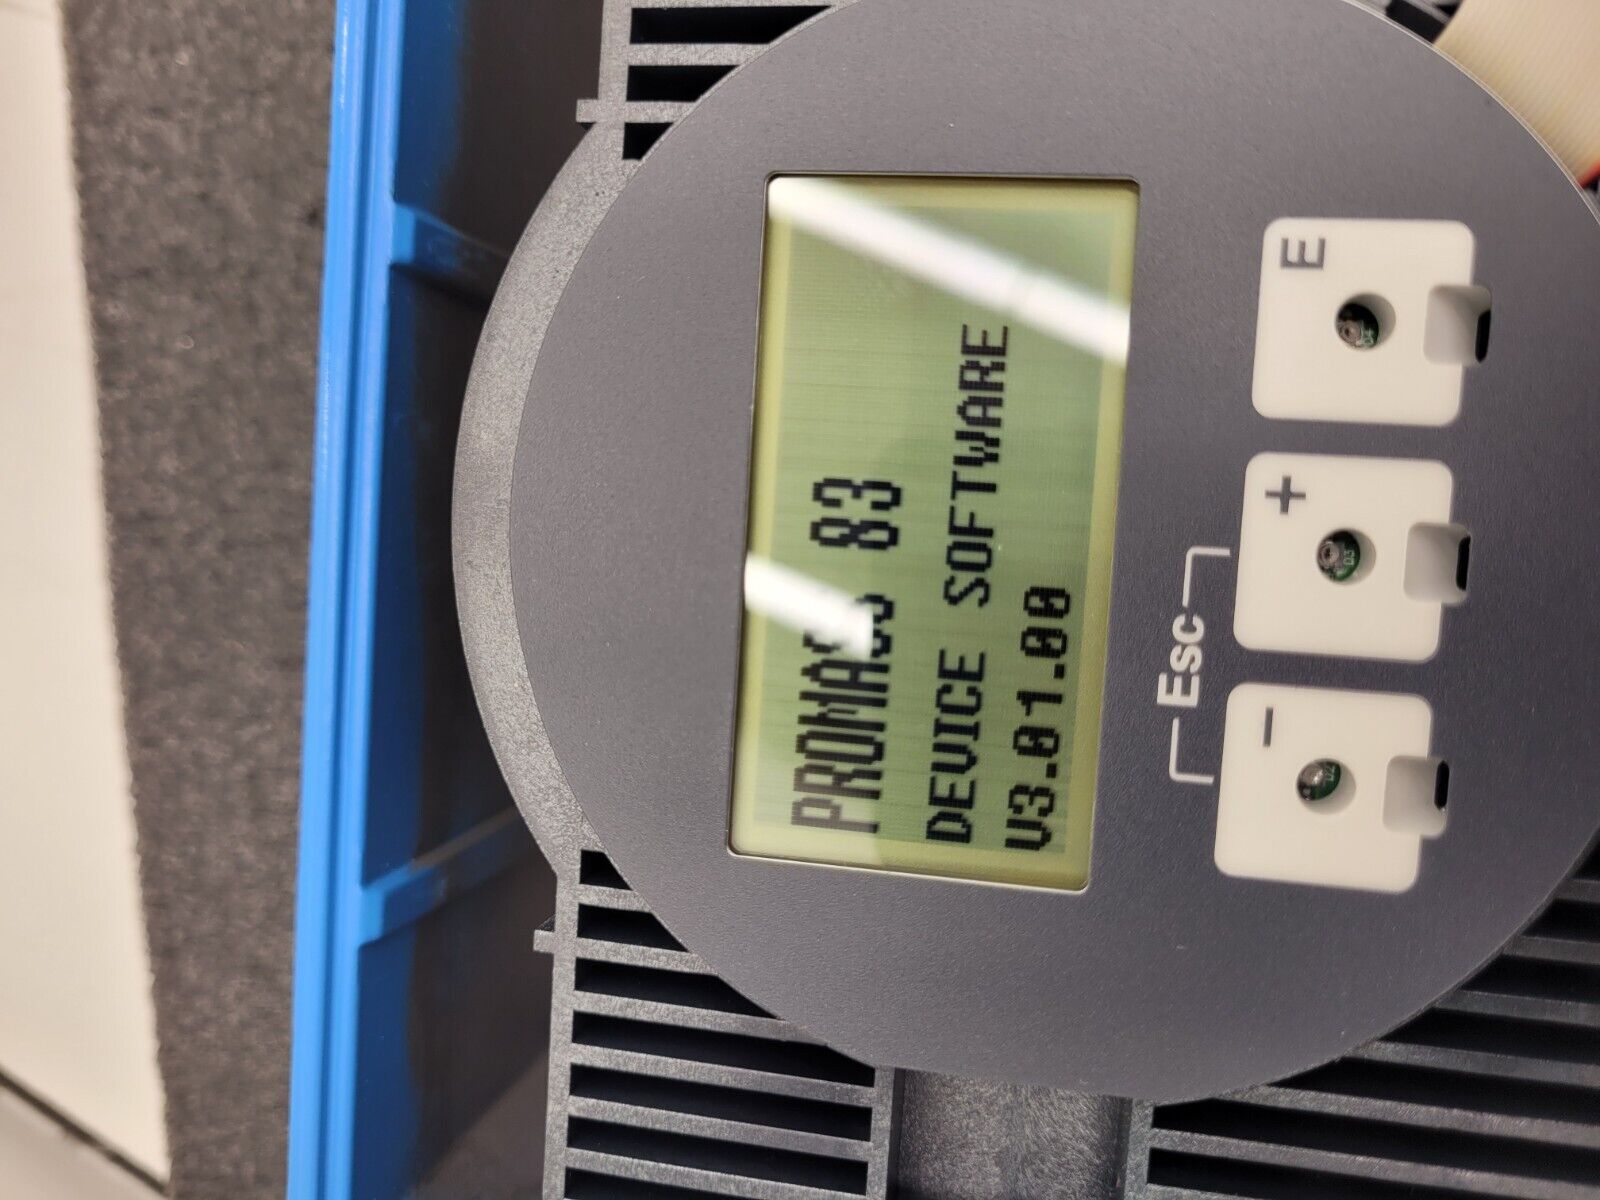 PROMASS 83
DEVICE SOFTWARE
V3.01.00
Esc
- + E